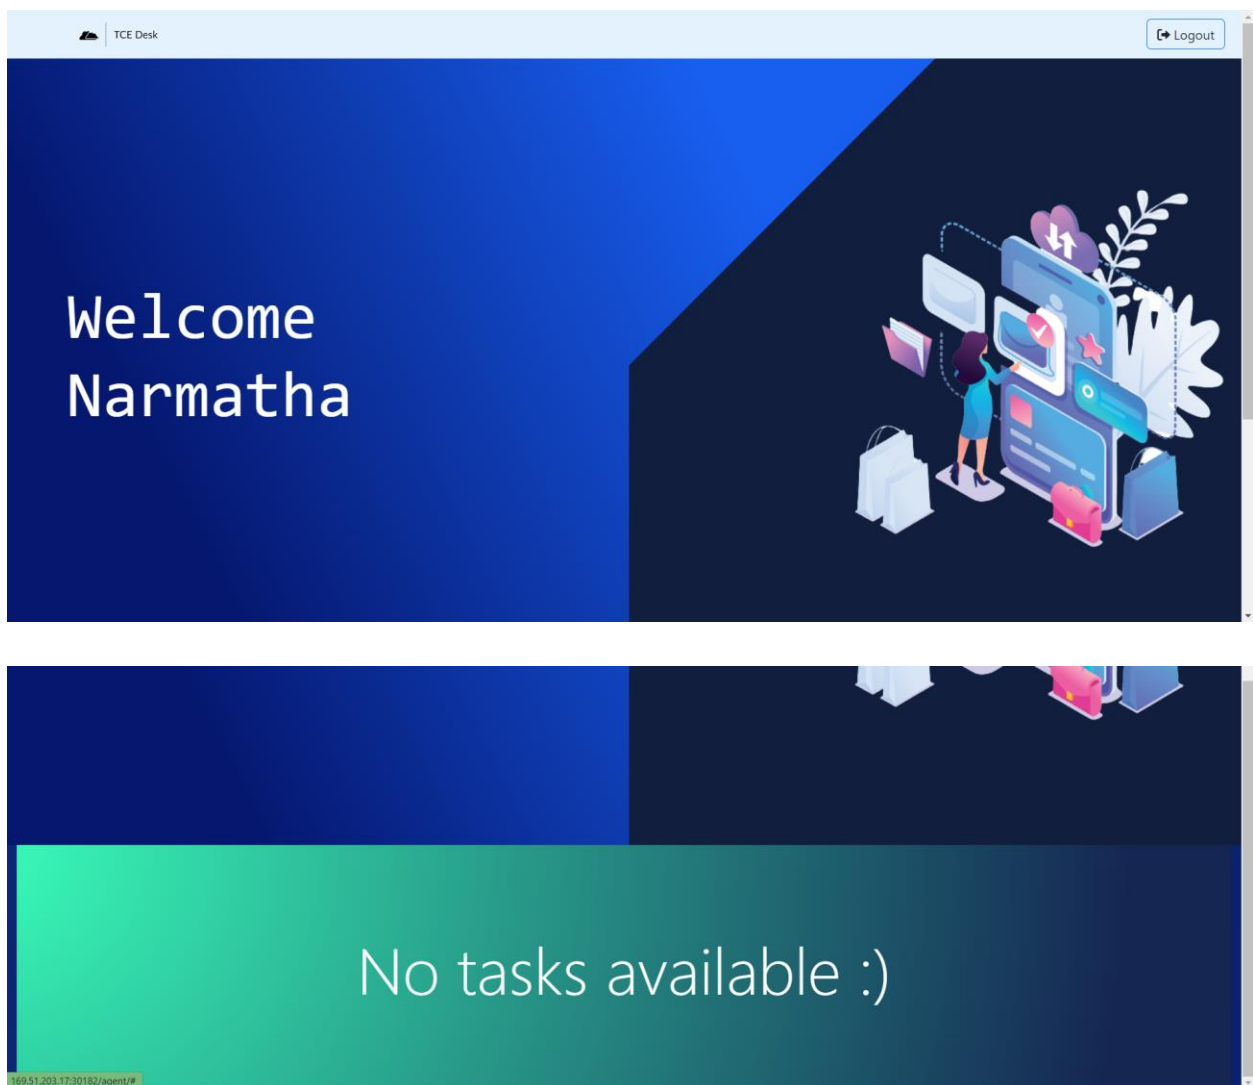 TCE Desk
Logout
Welcome
Narmatha
No tasks available :)
169.51.203.17:30182/agent/#